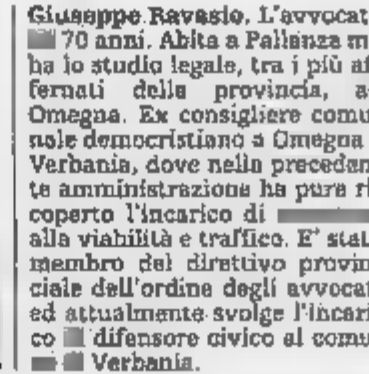 Giuseppe Ravasio. L'avvocat
70 anni. Abita a Pallanza m
ha lo studio legale, tra i più af
fermati della provincia, a
Omegna. Ex consigliere comu
nale democristiano a Omegna
Verbania, dove nella preceden
te amministrazione ha pure ri
coperto l'incarico di
alla viabilità e traffico. E' stat
membro del direttivo provin
ciale dell'ordine degli avvocat
ed attualmente svolge l'incari
co difensore civico al comu
Verbania.